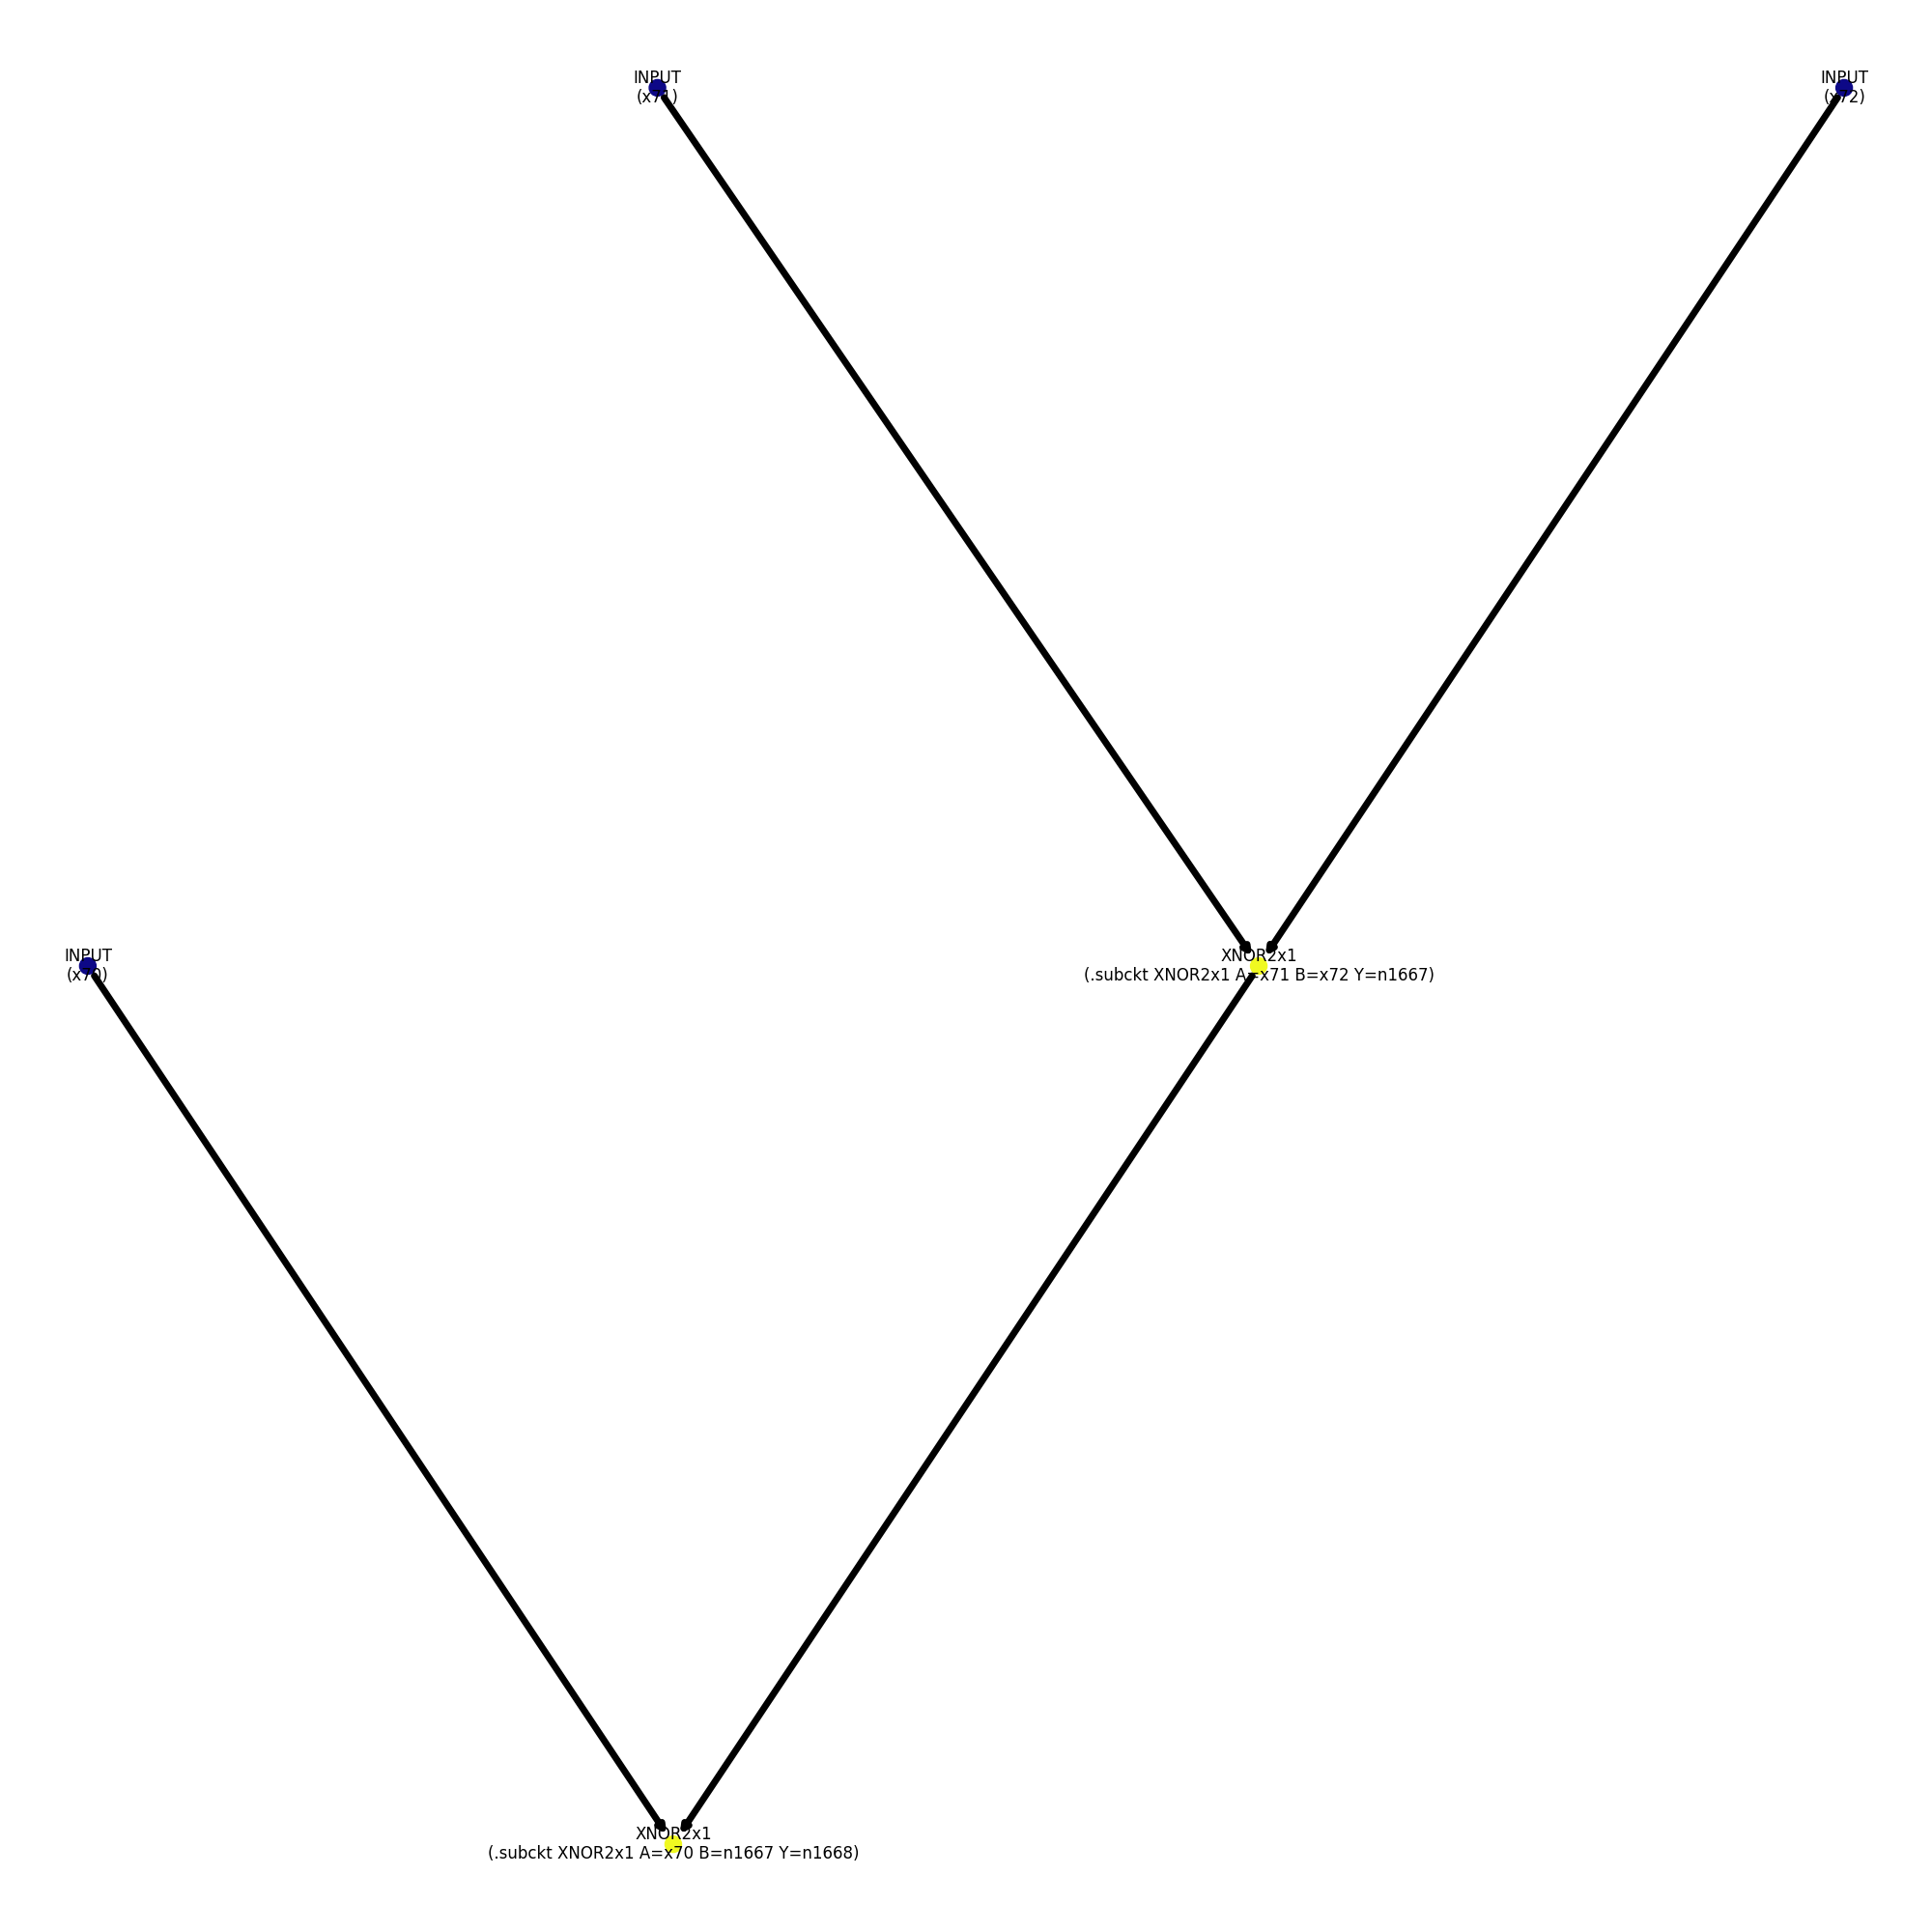 INPUT
(x71)
INPUT
(x72)
INPUT
(x70)
XNOR2x1
(.subckt XNOR2x1 A=x71 B=x72 Y=n1667)
XNOR2x1
(.subckt XNOR2x1 A=x70 B=n1667 Y=n1668)